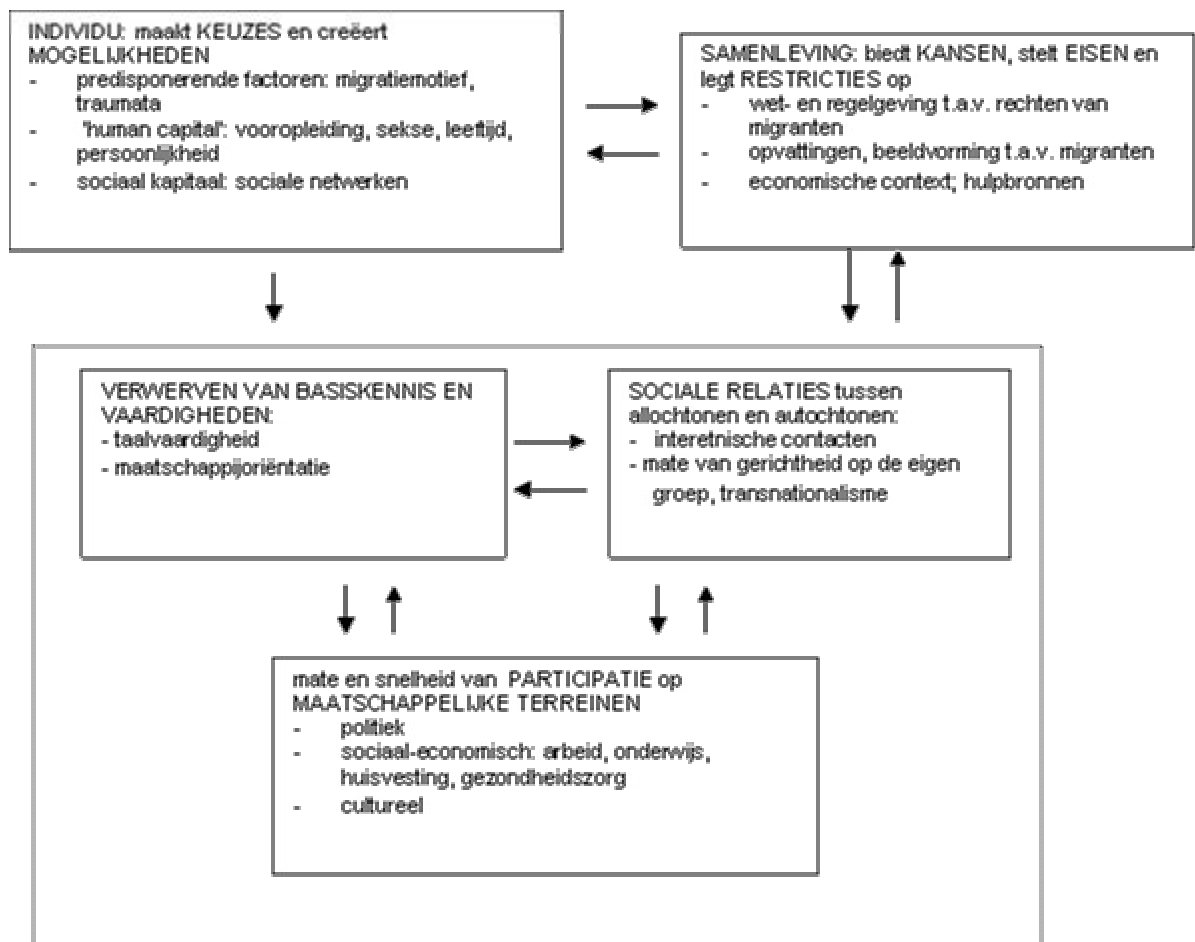 INDIVIDU: maakt KEUZES en creëert
MOGELIJKHEDEN
- predisponerende factoren: migratiemotief,
traumata
- "human capital": vooropleiding, sekse, leeftijd,
persoonlijkheid
- sociaal kapitaal: sociale netwerken
SAMENLEVING: biedt KANSEN, stelt EISEN en
legt RESTRICTIES op
- wet- en regelgeving t.a.v. rechten van
migranten
- opvattingen, beeldvorming t.a.v. migranten
- economische context; hulpbronnen
VERWERVEN VAN BASISKENNIS EN
VAARDIGHEDEN:
- taalvaardigheid
- maatschappijoriëntatie
SOCIALE RELATIES tussen
allochtonen en autochtonen:
- interetnische contacten
- mate van gerichtheid op de eigen
groep, transnationalisme
mate en snelheid van PARTICIPATIE op
MAATSCHAPPELIJKE TERREINEN
- politiek
- sociaal-economisch: arbeid, onderwijs,
huisvesting, gezondheidszorg
- cultureel